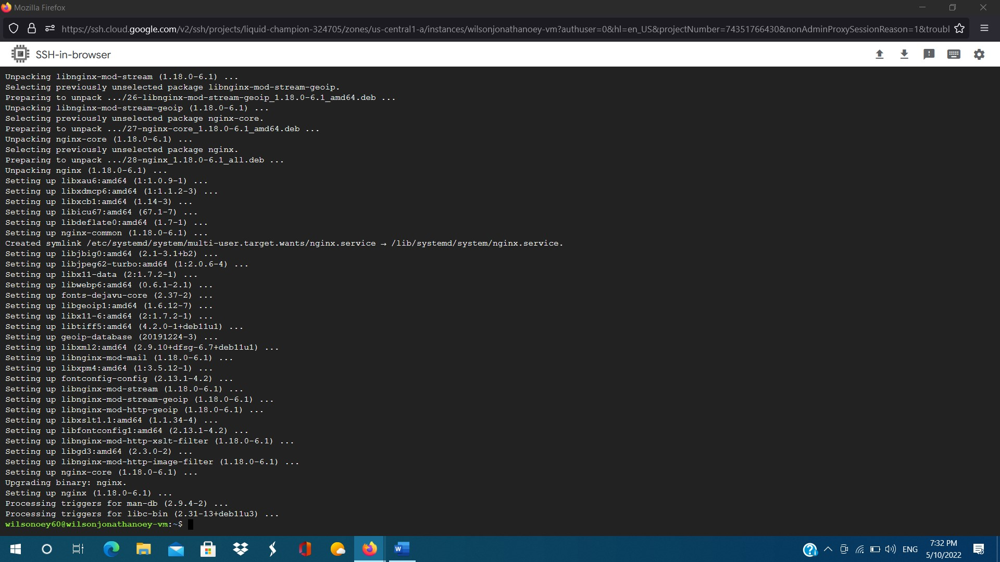 Mozilla Firefox
https://ssh.cloud.google.com/v2/ssh/projects/liquid-champion-324705/zones/us-central1-a/instances/wilsonjonathanoey-vm?authuser=0&hl=en_US&projectNumber=74351766430&nonAdminProxySessionReason=1&troubl
SSH-in-browser
Unpacking libnginx-mod-stream (1.18.0-6.1) ...
Selecting previously unselected package libnginx-mod-stream-geoip.
Preparing to unpack .../26-libnginx-mod-stream-geoip_1.18.0-6.1_amd64.deb ...
Unpacking libnginx-mod-stream-geoip (1.18.0-6.1) ...
Selecting previously unselected package nginx-core.
Preparing to unpack .../27-nginx-core_1.18.0-6.1_amd64.deb ...
Unpacking nginx-core (1.18.0-6.1) ...
Selecting previously unselected package nginx.
Preparing to unpack .../28-nginx_1.18.0-6.1_all.deb ...
Unpacking nginx (1.18.0-6.1) ...
Setting up libxau6:amd64 (1:1.0.9-1) ...
Setting up libxdmcp6:amd64 (1:1.1.2-3) ...
Setting up libxcb1:amd64 (1.14-3) ...
Setting up libicu67:amd64 (67.1-7) ...
Setting up libdeflate0:amd64 (1.7-1) ...
Setting up nginx-common (1.18.0-6.1) ...
Created symlink /etc/systemd/system/multi-user.target.wants/nginx.service → /lib/systemd/system/nginx.service.
Setting up libjbig0:amd64 (2.1-3.1+b2) ...
Setting up libjpeg62-turbo:amd64 (1:2.0.6-4) ...
Setting up libx11-data (2:1.7.2-1) ...
Setting up libwebp6:amd64 (0.6.1-2.1) ...
Setting up fonts-dejavu-core (2.37-2) ...
Setting up libgeoip1:amd64 (1.6.12-7) ...
Setting up libx11-6:amd64 (2:1.7.2-1) ...
Setting up libtiff5:amd64 (4.2.0-1+deb11u1) ...
Setting up geoip-database (20191224-3) ...
Setting up libxml2:amd64 (2.9.10+dfsg-6.7+deb11u1) ...
Setting up libnginx-mod-mail (1.18.0-6.1) ...
Setting up libxpm4:amd64 (1:3.5.12-1) ...
Setting up fontconfig-config (2.13.1-4.2) ...
Setting up libnginx-mod-stream (1.18.0-6.1) ...
Setting up libnginx-mod-stream-geoip (1.18.0-6.1) ...
Setting up libnginx-mod-http-geoip (1.18.0-6.1) ...
Setting up libxslt1.1:amd64 (1.1.34-4) ...
Setting up libfontconfig1:amd64 (2.13.1-4.2) ...
Setting up libnginx-mod-http-xslt-filter (1.18.0-6.1) ...
Setting up libgd3:amd64 (2.3.0-2) ...
Setting up libnginx-mod-http-image-filter (1.18.0-6.1) ...
Setting up nginx-core (1.18.0-6.1) ...
Upgrading binary: nginx.
Setting up nginx (1.18.0-6.1) ...
Processing triggers for man-db (2.9.4-2) ...
Processing triggers for libc-bin (2.31-13+deb11u3) ...
wilsonoey60@wilsonjonathanoey-vm:~$
ENG
7:32 PM
5/10/2022